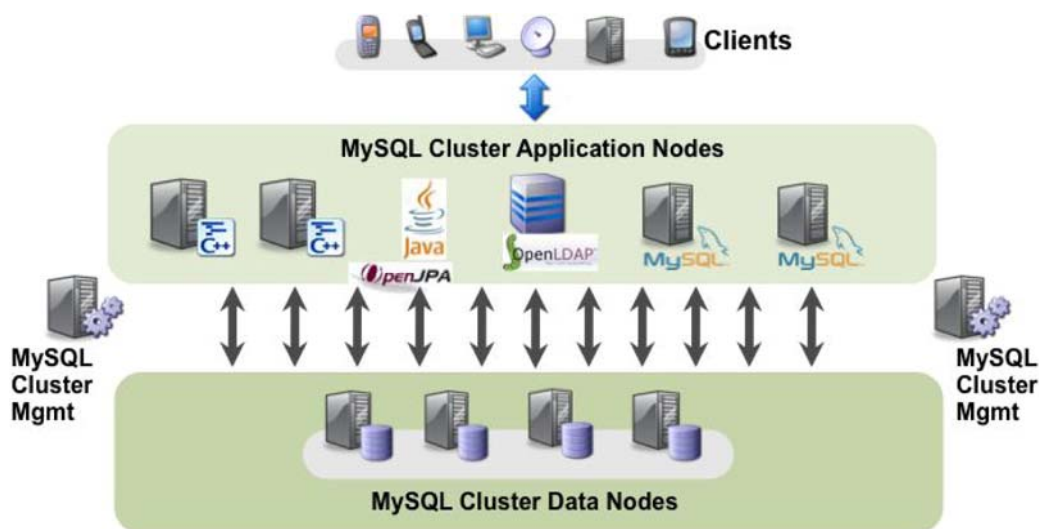 Clients
MySQL Cluster Application Nodes
C++
C++
Java
OpenJPA
OpenLDAP
MySQL
MySQL
MySQL
Cluster
Mgmt
MySQL
Cluster
Mgmt
MySQL Cluster Data Nodes